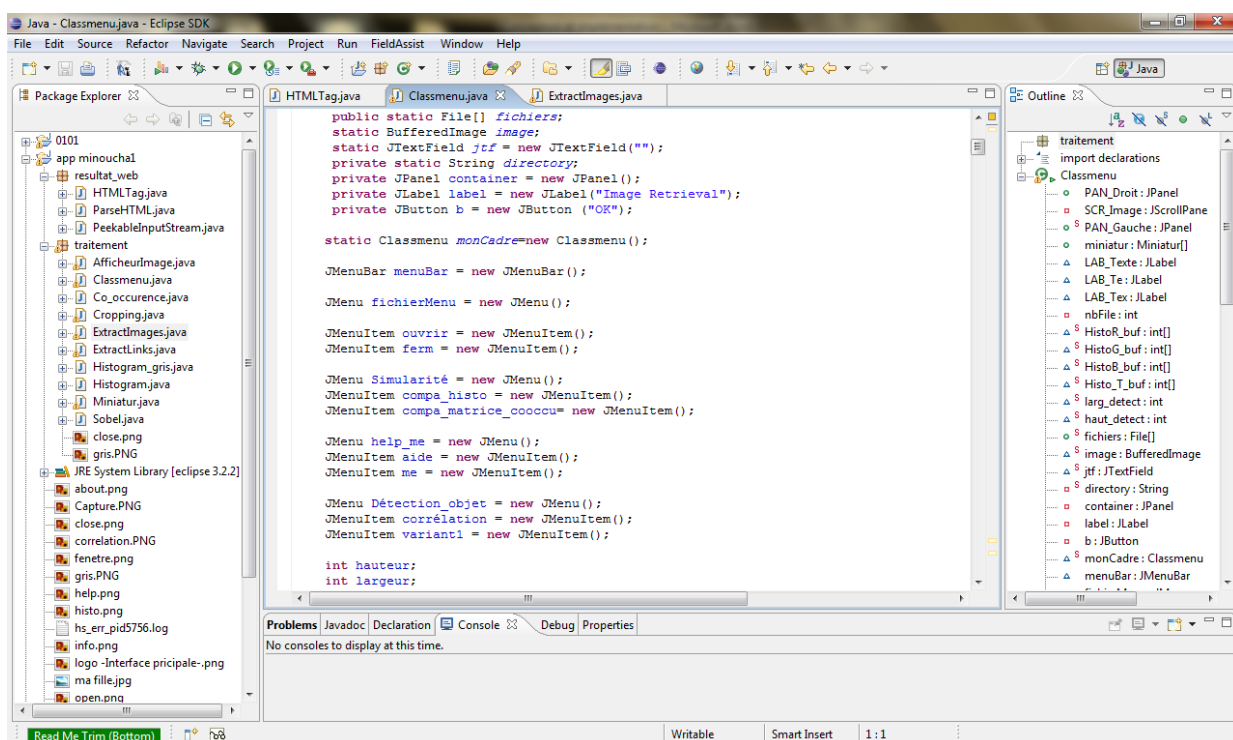 Java - Classmenu.java - Eclipse SDK
File Edit Source Refactor Navigate Search Project Run FieldAssist Window Help
Java
Package Explorer
0101
app minoucha1
resultat_web
HTMLTag.java
ParseHTML.java
PeekableInputStream.java
traitement
AfficheurImage.java
Classmenu.java
Co_occurence.java
Cropping.java
ExtractImages.java
ExtractLinks.java
Histogram_gris.java
Histogram.java
Miniatur.java
Sobel.java
close.png
gris.PNG
JRE System Library [eclipse 3.2.2]
about.png
Capture.PNG
close.png
correlation.PNG
fenetre.png
gris.PNG
help.png
histo.png
hs_err_pid5756.log
info.png
logo -Interface pricipale-.png
ma fille.jpg
open.png
HTMLTag.java Classmenu.java ExtractImages.java
public static File[] fichiers;
static BufferedImage image;
static JTextField jtf = new JTextField("");
private static String directory;
private JPanel container = new JPanel();
private JLabel label = new JLabel("Image Retrieval");
private JButton b = new JButton ("OK");
static Classmenu monCadre=new Classmenu();
JMenuBar menuBar = new JMenuBar();
JMenu fichierMenu = new JMenu();
JMenuItem ouvrir = new JMenuItem();
JMenuItem ferm = new JMenuItem();
JMenu Simularité = new JMenu();
JMenuItem compa_histo = new JMenuItem();
JMenuItem compa_matrice_cooccu= new JMenuItem();
JMenu help_me = new JMenu();
JMenuItem aide = new JMenuItem();
JMenuItem me = new JMenuItem();
JMenu Détection_objet = new JMenu();
JMenuItem corrélation = new JMenuItem();
JMenuItem variant1 = new JMenuItem();
int hauteur;
int largeur;
Outline
traitement
import declarations
Classmenu
PAN_Droit : JPanel
SCR_Image : JScrollPane
PAN_Gauche : JPanel
miniatur : Miniatur[]
LAB_Texte : JLabel
LAB_Te : JLabel
LAB_Tex : JLabel
nbFile : int
HistoR_buf : int[]
HistoG_buf : int[]
HistoB_buf : int[]
Histo_T_buf : int[]
larg_detect : int
haut_detect : int
fichiers : File[]
image : BufferedImage
jtf : JTextField
directory : String
container : JPanel
label : JLabel
b : JButton
monCadre : Classmenu
menuBar : JMenuBar
Problems Javadoc Declaration Console Debug Properties
No consoles to display at this time.
Read Me Trim (Bottom) Writable Smart Insert 1 : 1